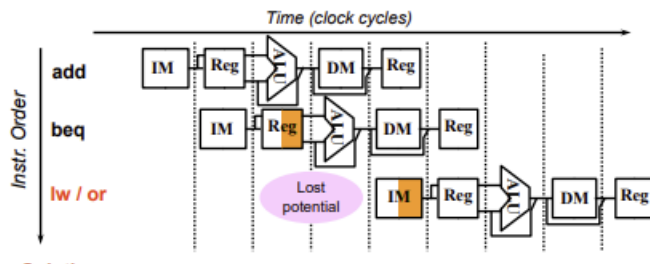 Time (clock cycles)
Instr. Order
add IM Reg ALU DM Reg
beq IM Reg ALU DM Reg
lw / or Lost potential IM Reg ALU DM Reg